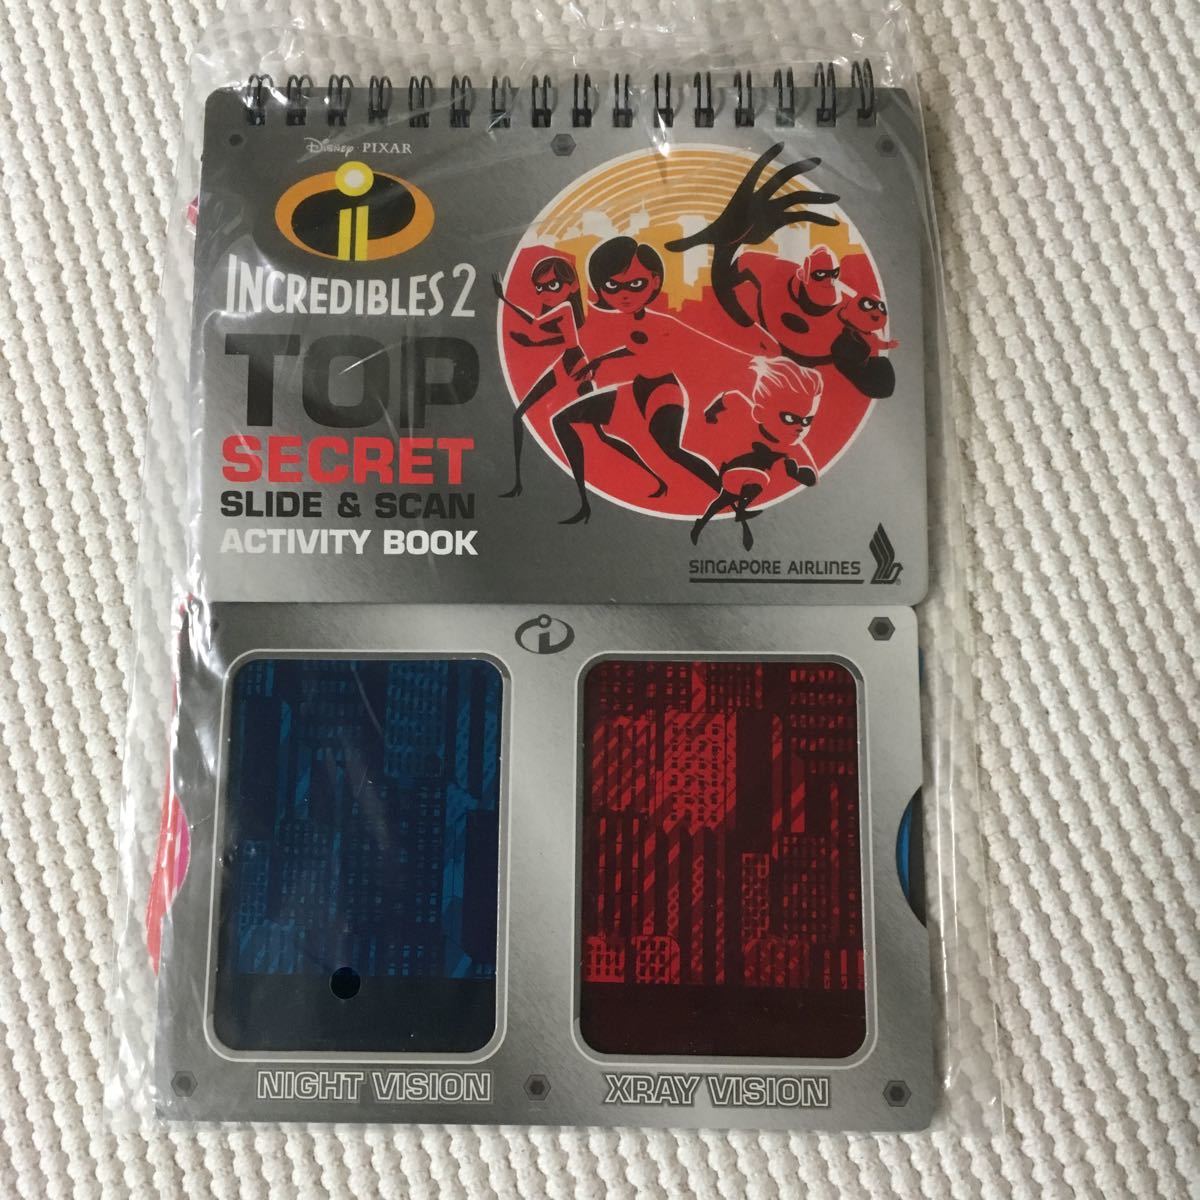 Disney · PIXAR
INCREDIBLES 2
TOP
SECRET
SLIDE & SCAN
ACTIVITY BOOK
SINGAPORE AIRLINES
NIGHT VISION
XRAY VISION